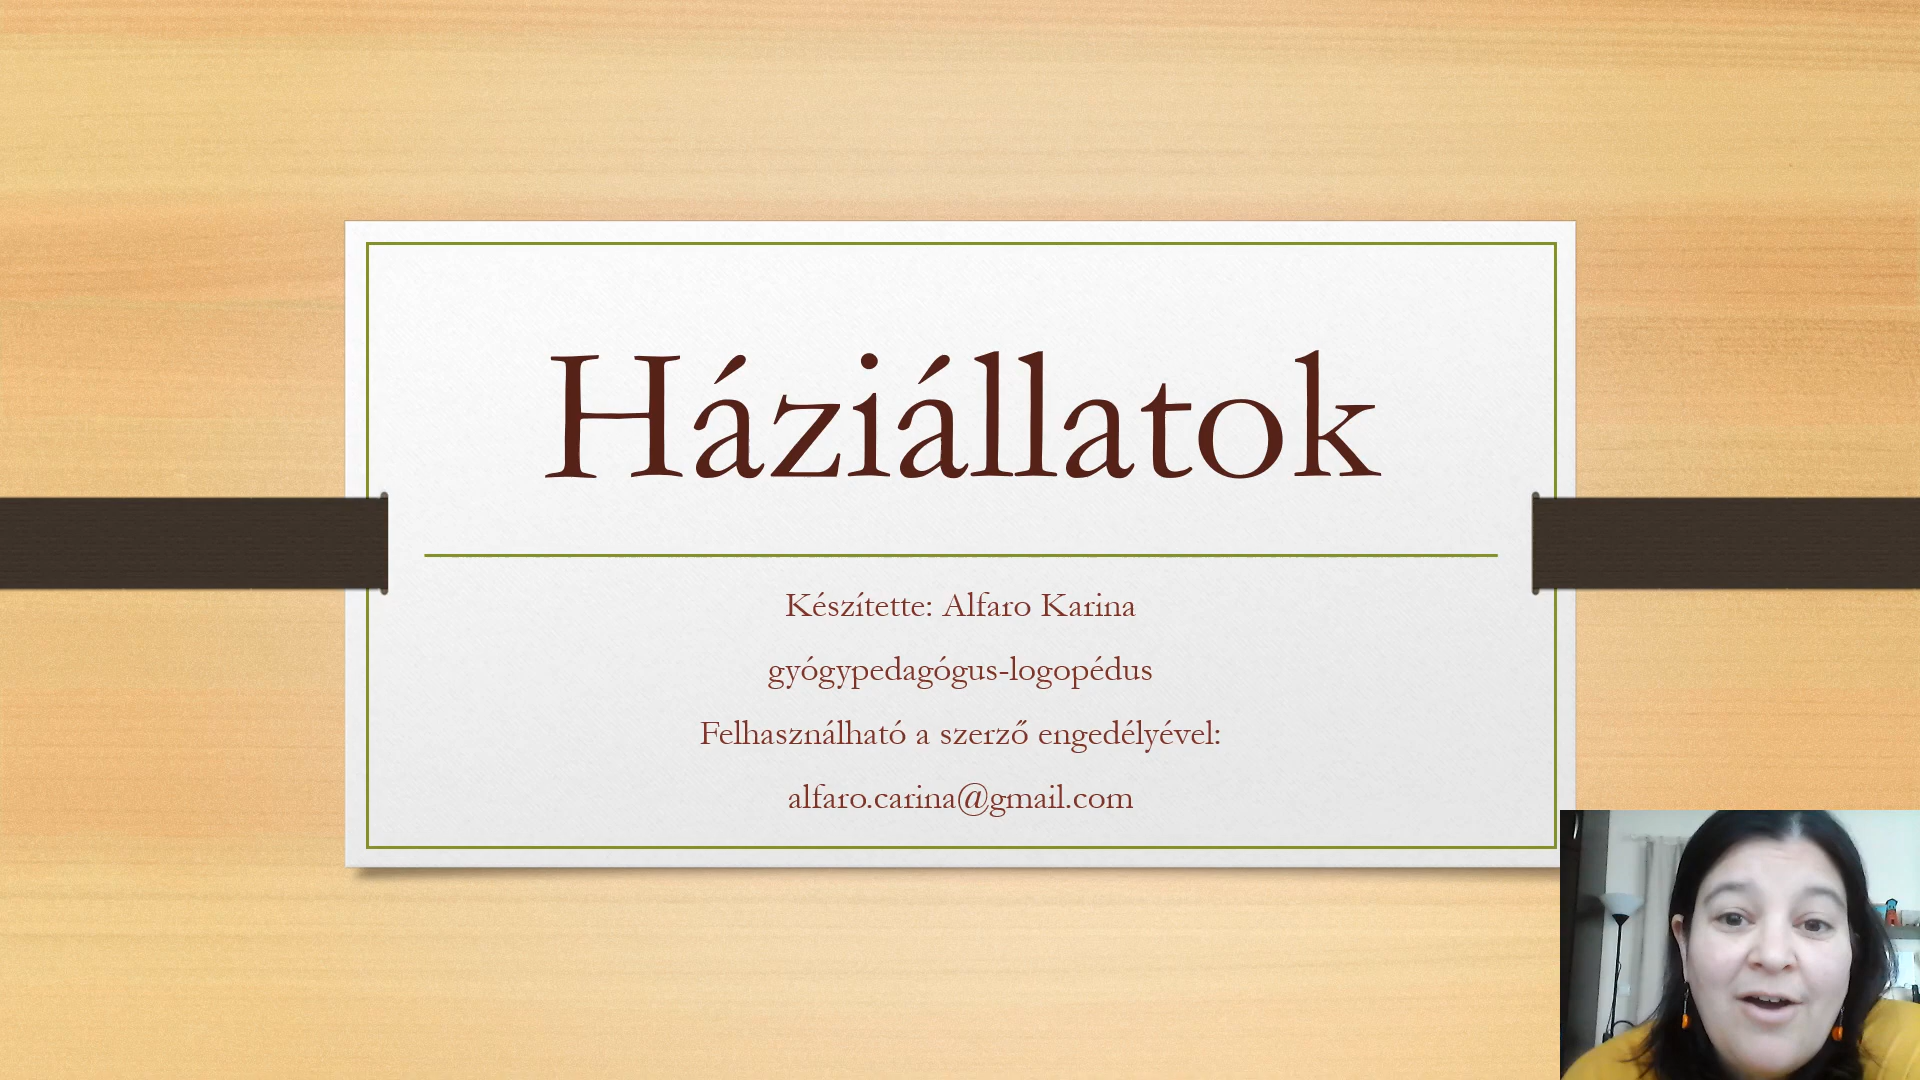 Háziállatok
Készítette: Alfaro Karina
gyógypedagógus-logopédus
Felhasználható a szerző engedélyével:
alfaro.carina@gmail.com